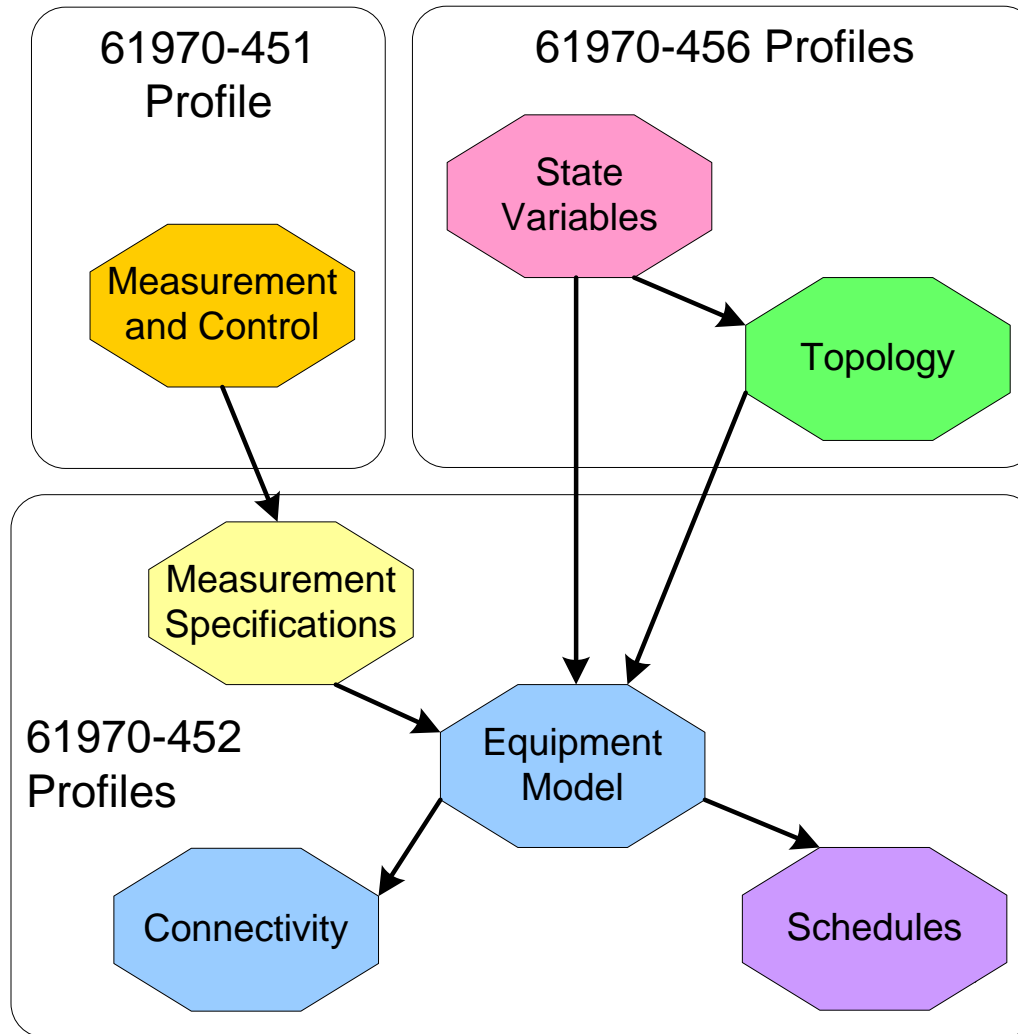 61970-451
Profile
61970-456 Profiles
State
Variables
Measurement
and Control
Topology
Measurement
Specifications
61970-452
Profiles
Equipment
Model
Connectivity
Schedules